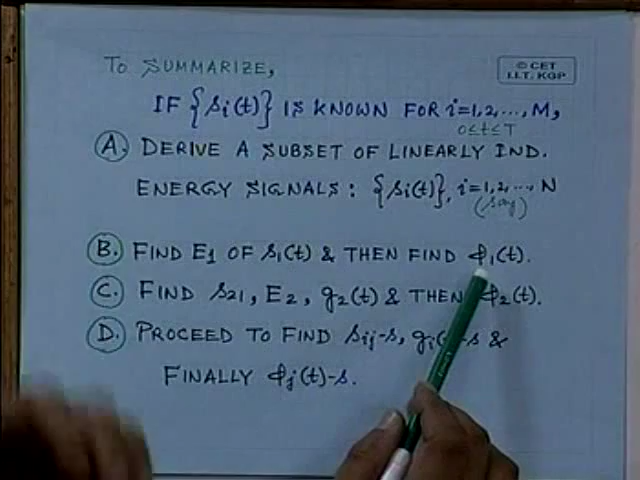 TO SUMMARIZE,
© CET
I.I.T. KGP
IF {si(t)} IS KNOWN FOR i=1,2,...,M,
0≤t≤T
A. DERIVE A SUBSET OF LINEARLY IND.
ENERGY SIGNALS: {si(t)}, i=1,2,...,N
(say)
B. FIND E1 OF s1(t) & THEN FIND φ1(t).
C. FIND s21, E2, g2(t) & THEN φ2(t).
D. PROCEED TO FIND sij-s, gi( -s &
FINALLY φj(t)-s.